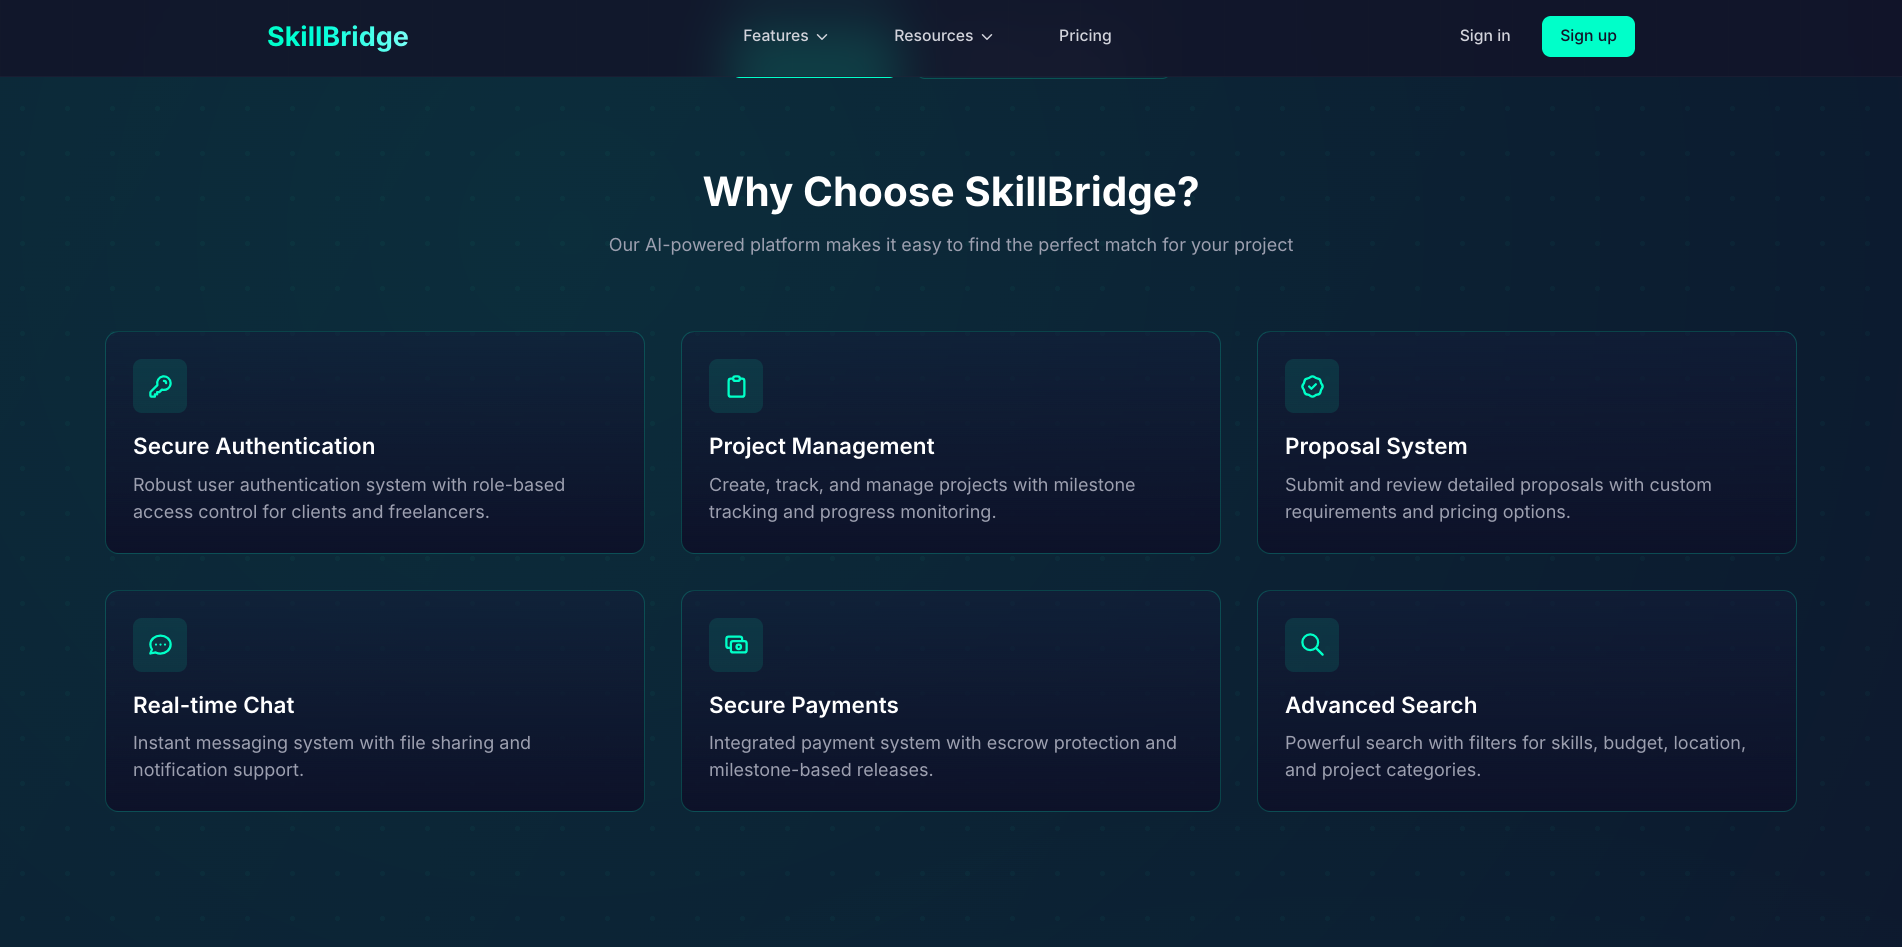 SkillBridge
Features
Resources
Pricing
Sign in
Sign up
Why Choose SkillBridge?
Our AI-powered platform makes it easy to find the perfect match for your project
Secure Authentication
Robust user authentication system with role-based
access control for clients and freelancers.
Project Management
Create, track, and manage projects with milestone
tracking and progress monitoring.
Proposal System
Submit and review detailed proposals with custom
requirements and pricing options.
Real-time Chat
Instant messaging system with file sharing and
notification support.
Secure Payments
Integrated payment system with escrow protection and
milestone-based releases.
Advanced Search
Powerful search with filters for skills, budget, location,
and project categories.